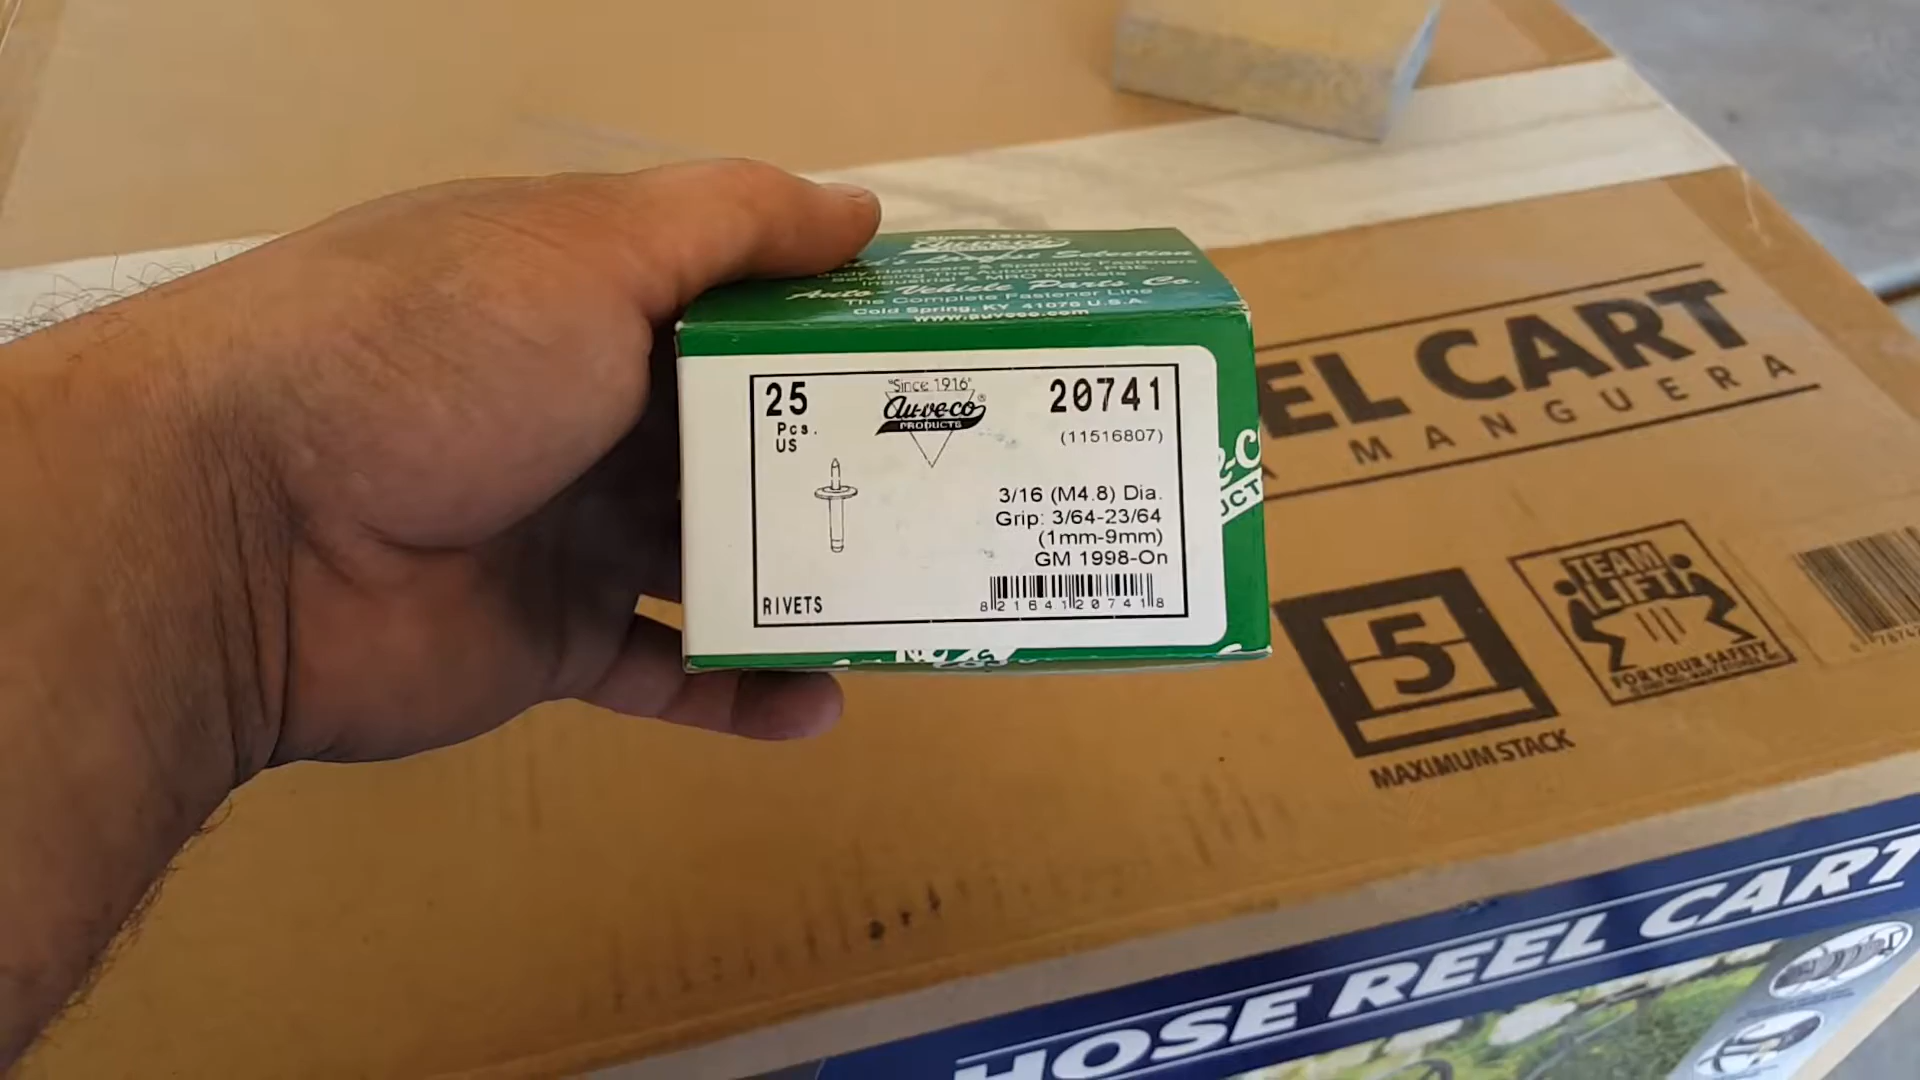 Au-ve-co
Largest Selection
Body Hardware & Specialty Fasteners
Serving The Automotive, PBE,
Industrial & MRO Markets
Auto-Vehicle Parts Co.
The Complete Fastener Line
Cold Spring, KY 41076 U.S.A.
www.auveco.com
25
Pcs.
US
"Since 1916"
Au-ve-co®
PRODUCTS
20741
(11516807)
3/16 (M4.8) Dia.
Grip: 3/64-23/64
(1mm-9mm)
GM 1998-On
RIVETS
8 21641 20741 8
EL CART
MANGUERA
5
MAXIMUM STACK
TEAM
LIFT
FOR YOUR SAFETY
HOSE REEL CART